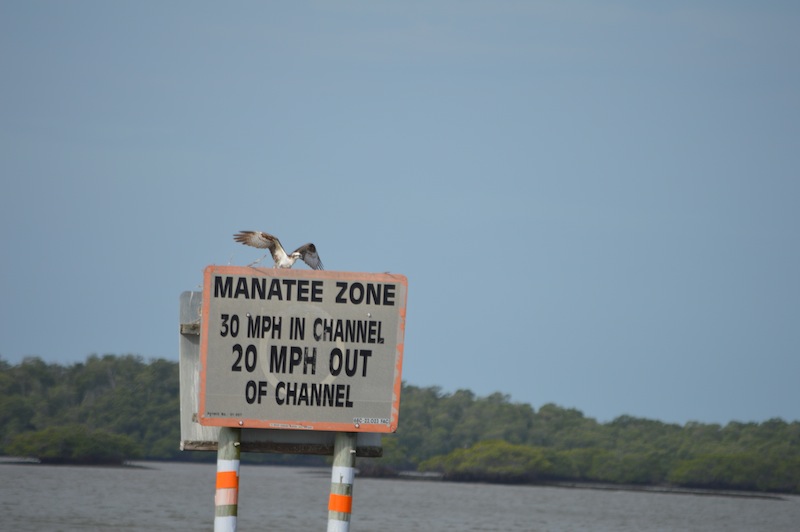 MANATEE ZONE
30 MPH IN CHANNEL
20 MPH OUT
OF CHANNEL